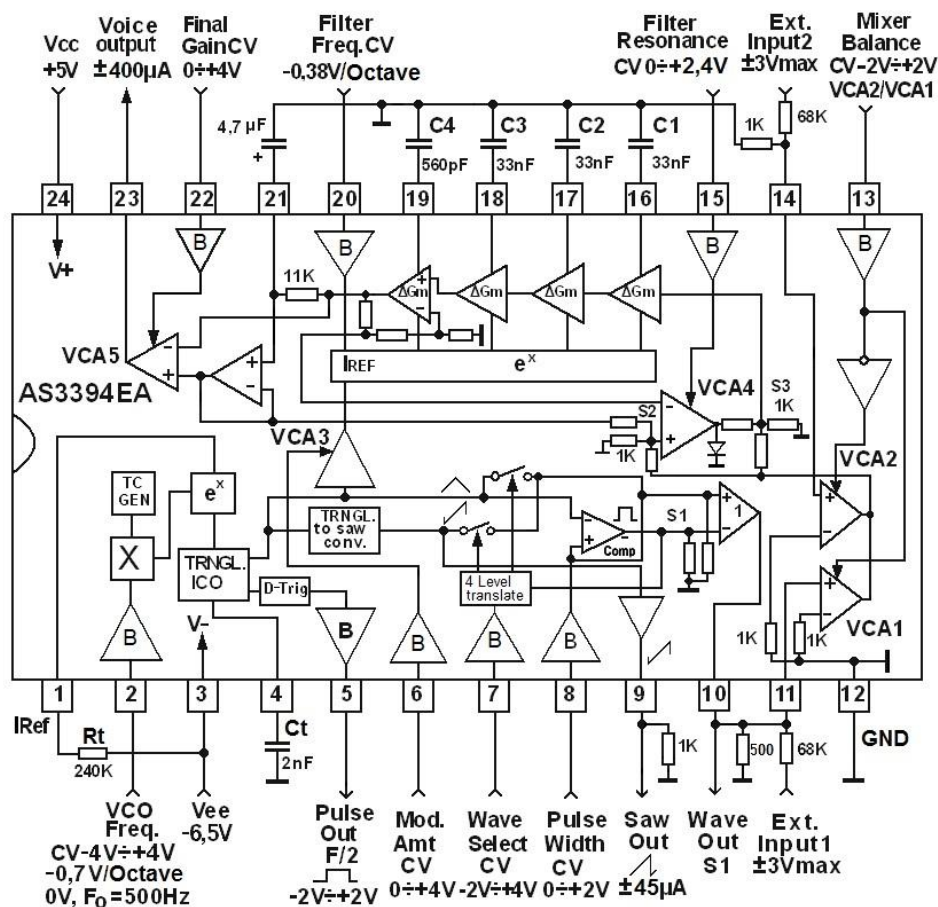 Vcc
+5V
Voice
output
±400µA
Final
GainCV
0÷+4V
Filter
Freq.CV
-0,38V/Octave
Filter
Resonance
CV 0÷+2,4V
Ext.
Input2
±3Vmax
Mixer
Balance
CV-2V÷+2V
VCA2/VCA1
4,7 µF
+
C4
560pF
C3
33nF
C2
33nF
C1
33nF
1K
68K
24
23
22
21
20
19
18
17
16
15
14
13
V+
B
B
B
B
11K
+
-
ΔGm
ΔGm
ΔGm
ΔGm
IREF
e^x
VCA5
-
+
+
-
AS3394EA
VCA4
-
+
S2
1K
S3
1K
VCA3
VCA2
+
-
TC
GEN
e^x
X
TRNGL.
ICO
TRNGL.
to saw
conv.
-
+
-
Comp
S1
+
-
1
D-Trig
4 Level
translate
+
-
VCA1
V-
B
B
B
B
B
1K
1K
1
2
3
4
5
6
7
8
9
10
11
12
IRef
Rt
240K
Ct
2nF
1K
500
68K
GND
VCO
Freq.
CV-4V÷+4V
-0,7V/Octave
0V, FO=500Hz
Vee
-6,5V
Pulse
Out
F/2
-2V÷+2V
Mod.
Amt
CV
0÷+4V
Wave
Select
CV
-2V÷+4V
Pulse
Width
CV
0÷+2V
Saw
Out
±45µA
Wave
Out
S1
Ext.
Input1
±3Vmax